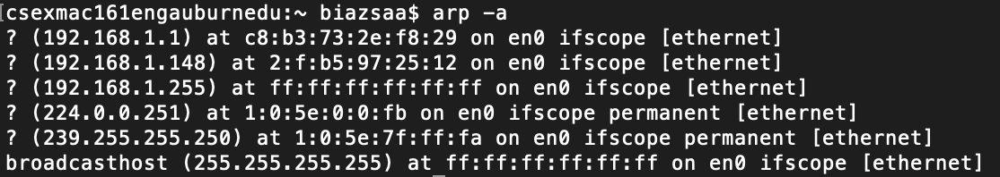 [csexmac161engauburnedu:~ biazsaa$ arp -a
? (192.168.1.1) at c8:b3:73:2e:f8:29 on en0 ifscope [ethernet]
? (192.168.1.148) at 2:f:b5:97:25:12 on en0 ifscope [ethernet]
? (192.168.1.255) at ff:ff:ff:ff:ff:ff on en0 ifscope [ethernet]
? (224.0.0.251) at 1:0:5e:0:0:fb on en0 ifscope permanent [ethernet]
? (239.255.255.250) at 1:0:5e:7f:ff:fa on en0 ifscope permanent [ethernet]
broadcasthost (255.255.255.255) at ff:ff:ff:ff:ff:ff on en0 ifscope [ethernet]